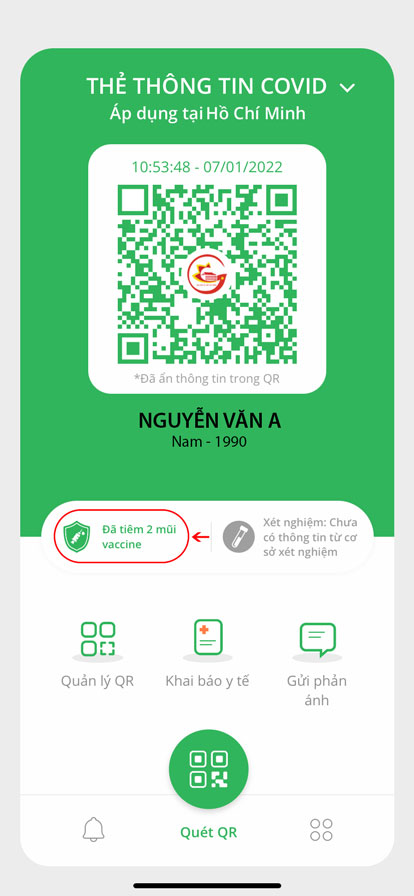 THẺ THÔNG TIN COVID
Áp dụng tại Hồ Chí Minh
10:53:48 - 07/01/2022
*Đã ẩn thông tin trong QR
NGUYỄN VĂN A
Nam - 1990
Đã tiêm 2 mũi
vaccine
Xét nghiệm: Chưa
có thông tin từ cơ
sở xét nghiệm
Quản lý QR
Khai báo y tế
Gửi phản
ánh
Quét QR